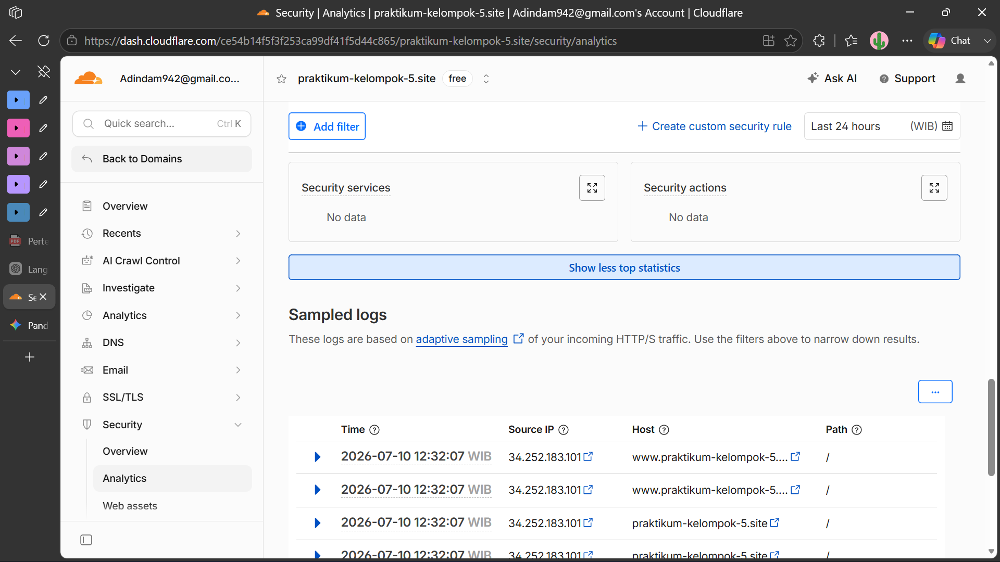 Security | Analytics | praktikum-kelompok-5.site | Adindam942@gmail.com's Account | Cloudflare
https://dash.cloudflare.com/ce54b14f5f3f253ca99df41f5d44c865/praktikum-kelompok-5.site/security/analytics
Chat
Adindam942@gmail.co...
praktikum-kelompok-5.site free
Ask AI
Support
Quick search... Ctrl K
Back to Domains
Overview
Recents
AI Crawl Control
Investigate
Analytics
DNS
Email
SSL/TLS
Security
Overview
Analytics
Web assets
PDF Perte
Lang
Se
Pand
Add filter
Create custom security rule
Last 24 hours (WIB)
Security services
No data
Security actions
No data
Show less top statistics
Sampled logs
These logs are based on adaptive sampling of your incoming HTTP/S traffic. Use the filters above to narrow down results.
...
Time Source IP Host Path
2026-07-10 12:32:07 WIB 34.252.183.101 www.praktikum-kelompok-5.... /
2026-07-10 12:32:07 WIB 34.252.183.101 www.praktikum-kelompok-5.... /
2026-07-10 12:32:07 WIB 34.252.183.101 praktikum-kelompok-5.site /
2026-07-10 12:32:07 WIB 34.252.183.101 praktikum-kelompok-5.site /